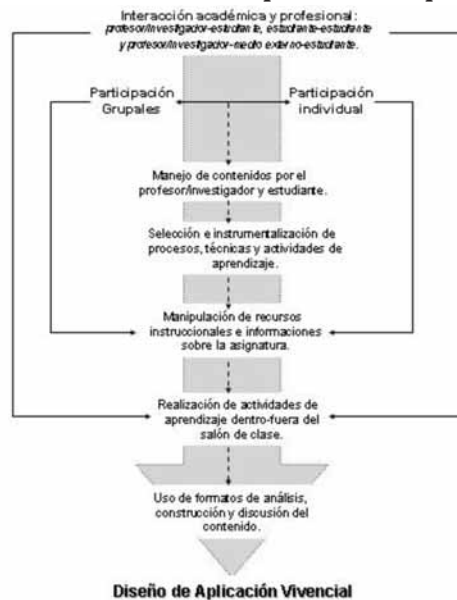 Interacción académica y profesional:
profesor/investigador-estudiante, estudiante-estudiante
y profesor/investigador-medio externo-estudiante.
Participación
Grupales
Participación
individual
Manejo de contenidos por el
profesor/investigador y estudiante.
Selección e instrumentalización de
procesos, técnicas y actividades de
aprendizaje.
Manipulación de recursos
instruccionales e informaciones
sobre la asignatura.
Realización de actividades de
aprendizaje dentro-fuera del
salón de clase.
Uso de formatos de análisis,
construcción y discusión del
contenido.
Diseño de Aplicación Vivencial